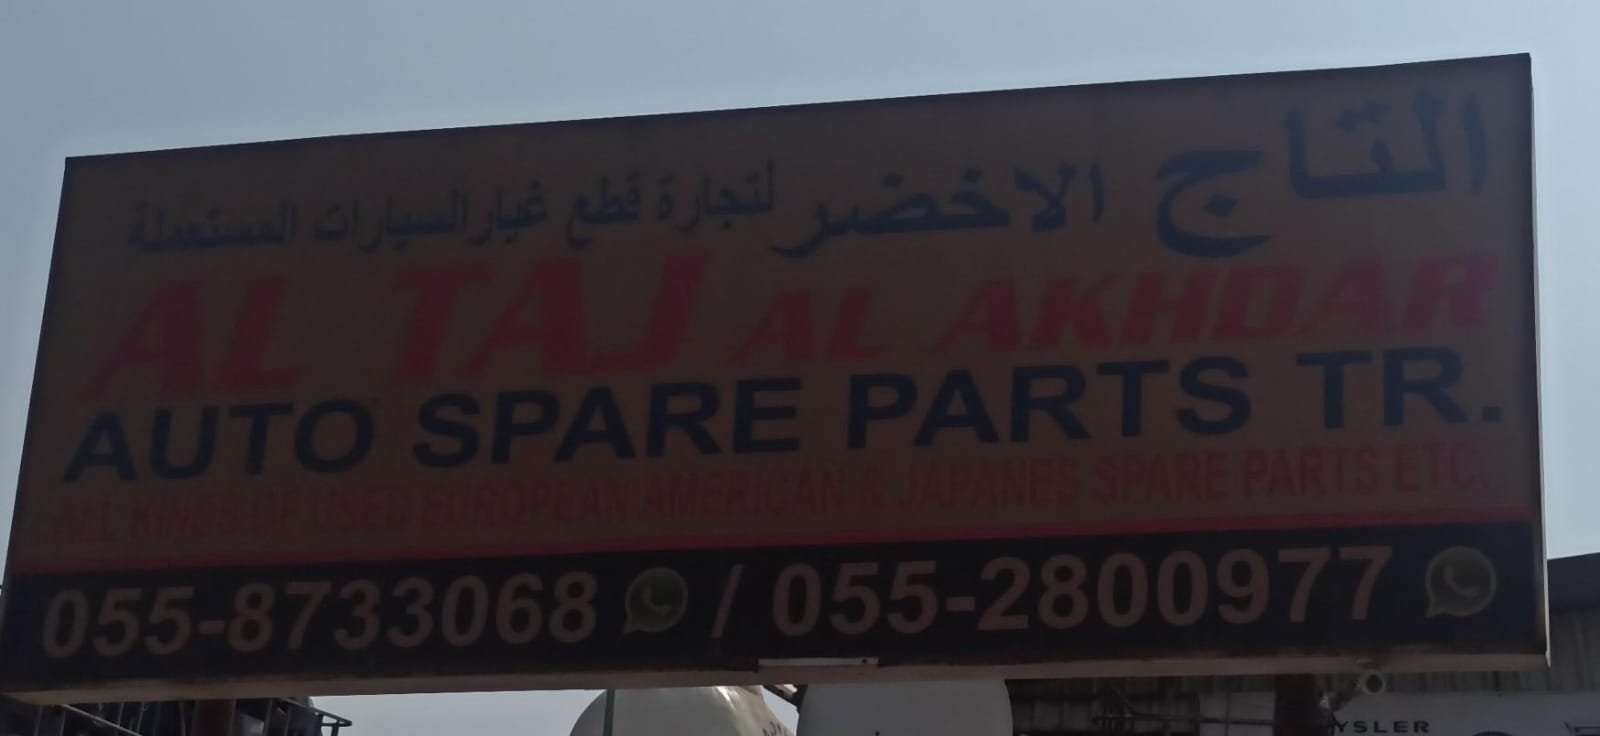 التاج الاخضر لتجارة قطع غيار السيارات المستعملة
AL TAJ AL AKHDAR
AUTO SPARE PARTS TR.
ALL KINDS OF USED EUROPEAN AMERICAN & JAPANES SPARE PARTS ETC.
055-8733068 / 055-2800977
YSLER